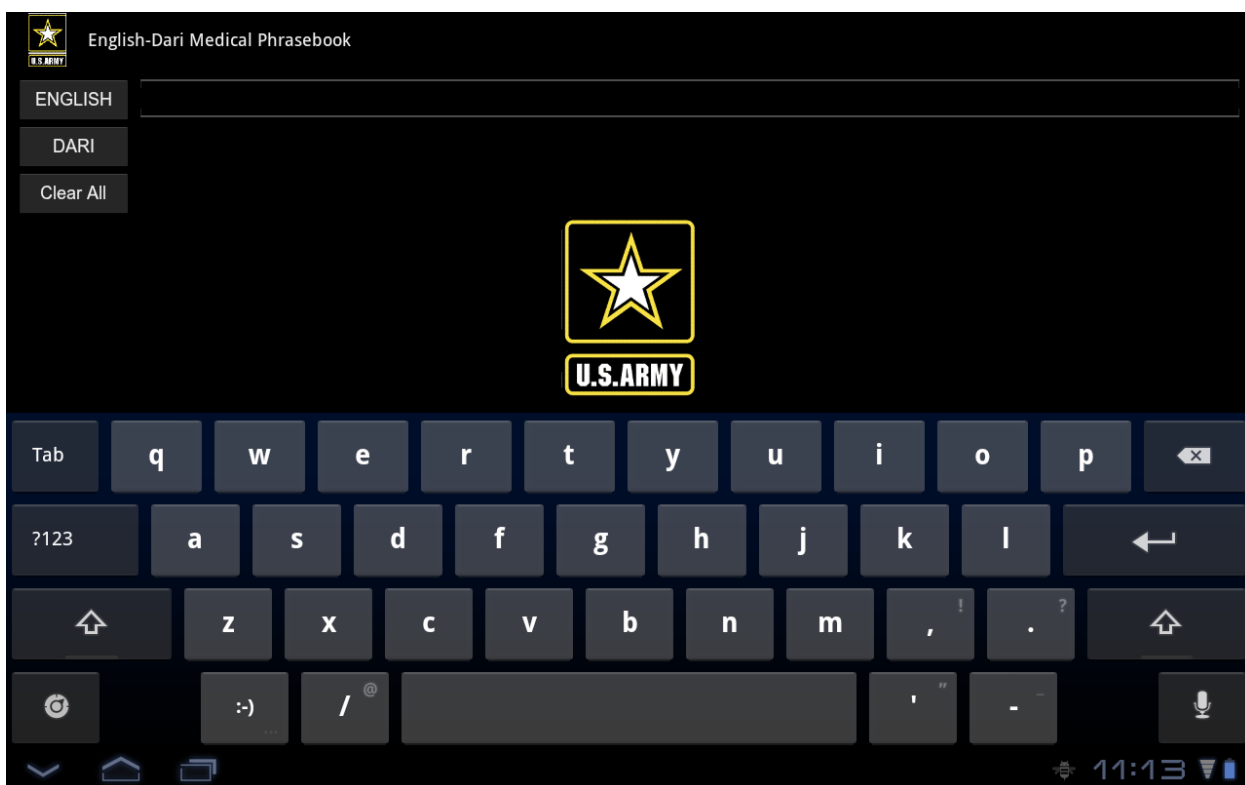 U.S.ARMY
English-Dari Medical Phrasebook
ENGLISH
DARI
Clear All
U.S.ARMY
Tab q w e r t y u i o p
?123 a s d f g h j k l
z x c v b n m , ! . ?
:-) ... / @ ' " - _
11:13